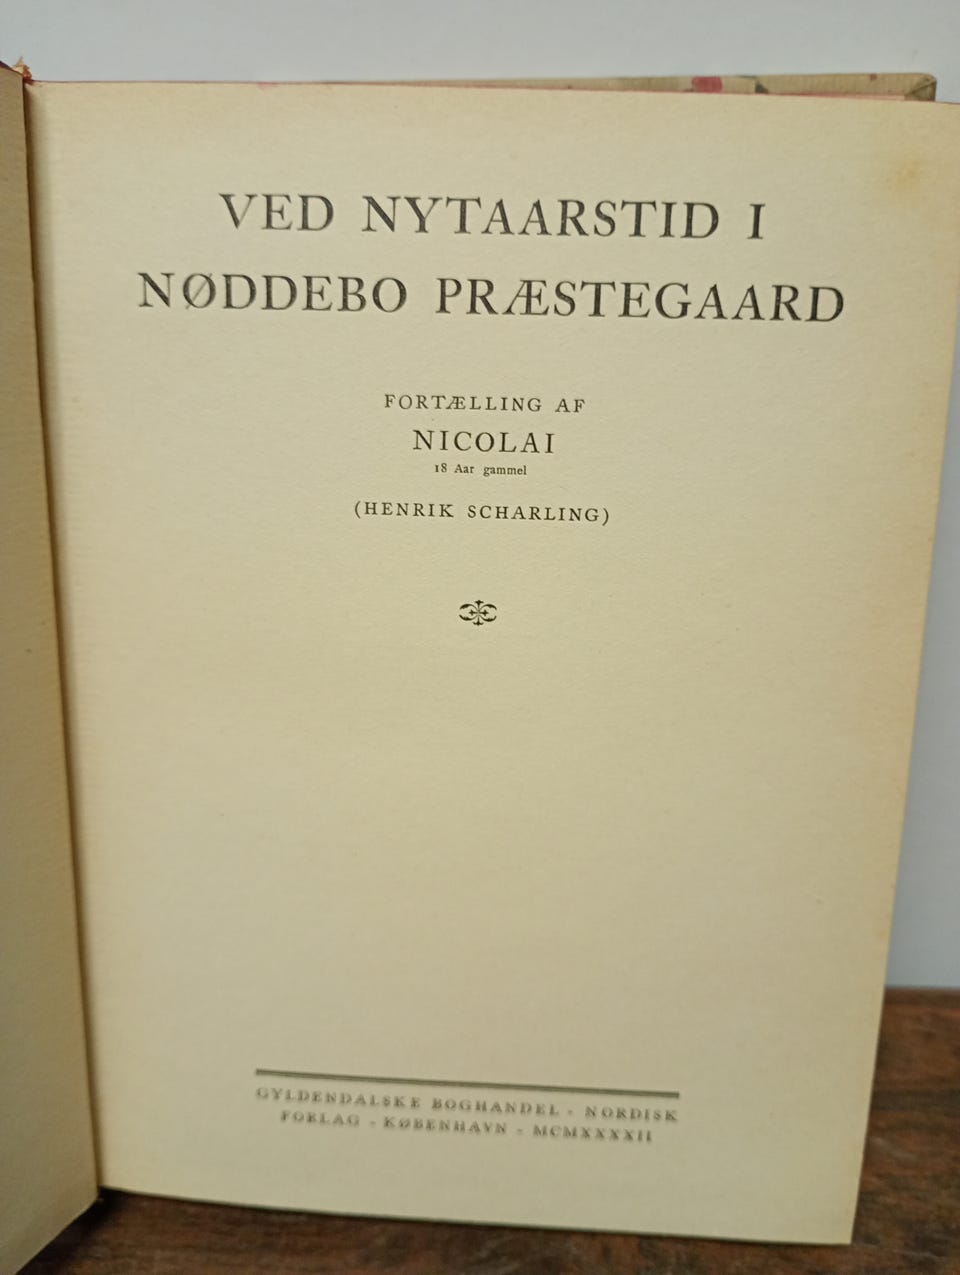 VED NYTAARSTID I
NØDDEBO PRÆSTEGAARD
FORTÆLLING AF
NICOLAI
18 Aar gammel
(HENRIK SCHARLING)
GYLDENDALSKE BOGHANDEL - NORDISK
FORLAG - KØBENHAVN - MCMXXXXII